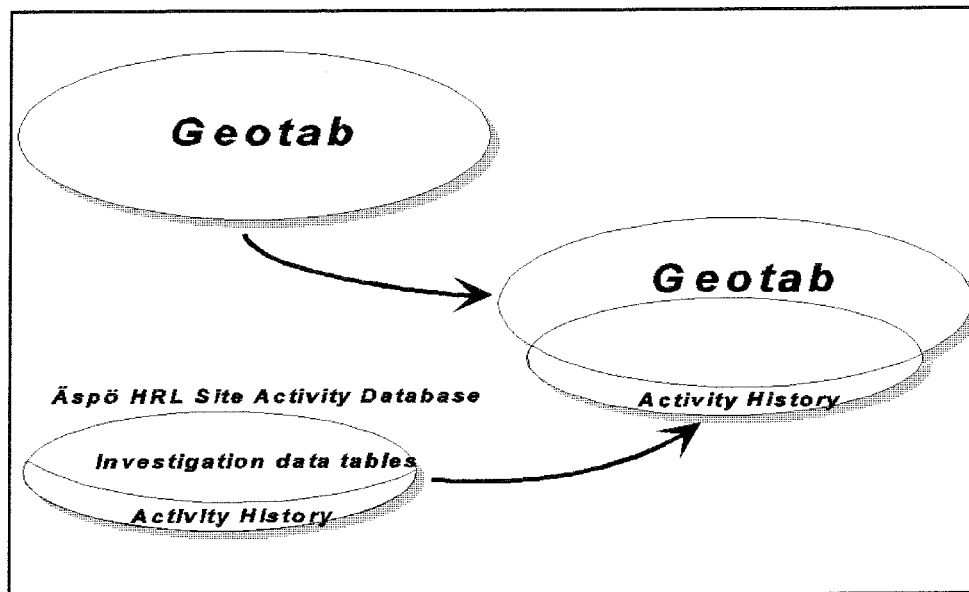 Geotab
Geotab
Activity History
Äspö HRL Site Activity Database
Investigation data tables
Activity History